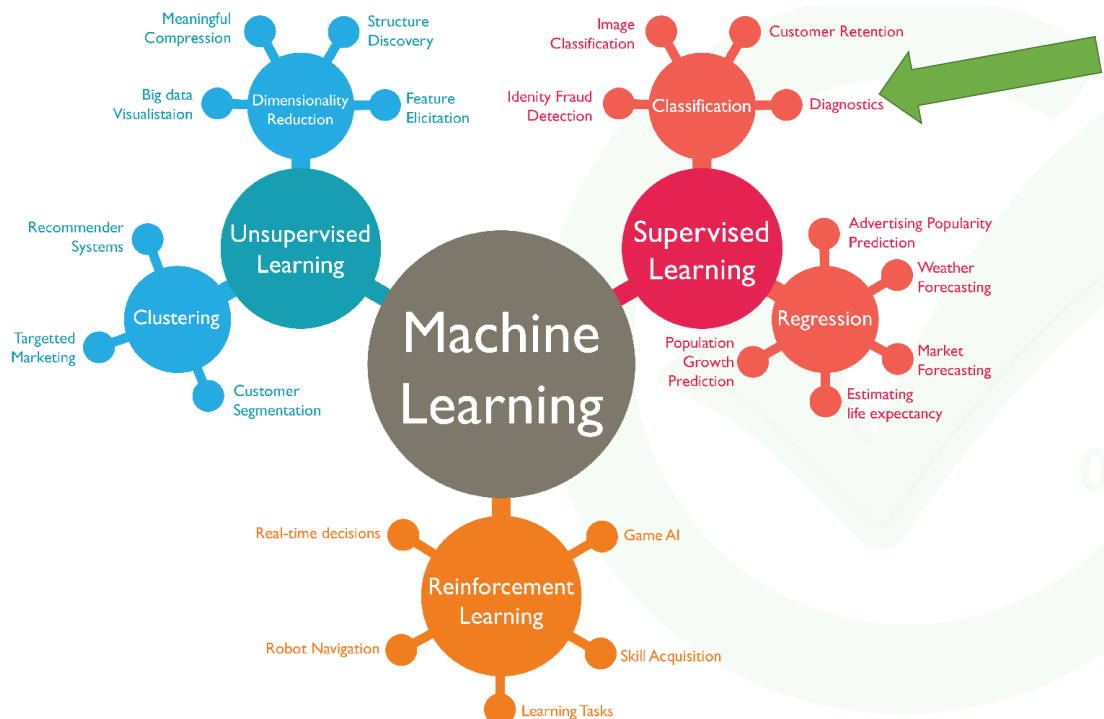 Meaningful
Compression
Structure
Discovery
Big data
Visualistaion
Dimensionality
Reduction
Feature
Elicitation
Image
Classification
Customer Retention
Idenity Fraud
Detection
Classification
Diagnostics
Recommender
Systems
Unsupervised
Learning
Clustering
Targetted
Marketing
Customer
Segmentation
Supervised
Learning
Advertising Popularity
Prediction
Weather
Forecasting
Regression
Population
Growth
Prediction
Market
Forecasting
Estimating
life expectancy
Machine
Learning
Real-time decisions
Game AI
Reinforcement
Learning
Robot Navigation
Skill Acquisition
Learning Tasks
0